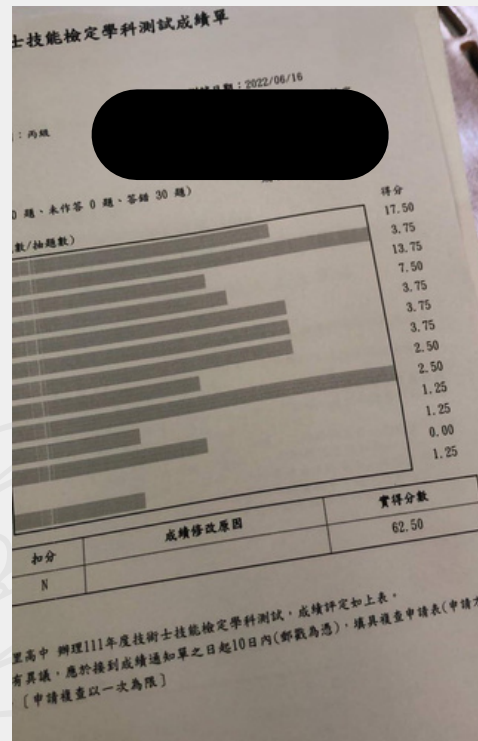 士技能檢定學科測試成績單
日期：2022/06/16
：丙級
0 題、未作答 0 題、答錯 30 題）
數/抽題數）
得分
17.50
3.75
13.75
7.50
3.75
3.75
3.75
2.50
2.50
1.25
1.25
0.00
1.25
扣分 成績修改原因 實得分數
N 62.50
里高中 辦理111年度技術士技能檢定學科測試，成績評定如上表。
有異議，應於接到成績通知單之日起10日內(郵戳為憑)，填具複查申請表(申請
〔申請複查以一次為限〕